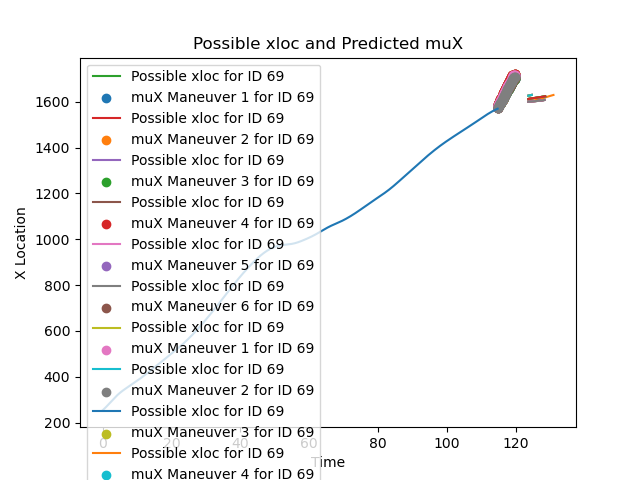 Possible xloc and Predicted muX
X Location
1600
1400
1200
1000
800
600
400
200
0
20
40
60
80
100
120
Time
Possible xloc for ID 69
muX Maneuver 1 for ID 69
Possible xloc for ID 69
muX Maneuver 2 for ID 69
Possible xloc for ID 69
muX Maneuver 3 for ID 69
Possible xloc for ID 69
muX Maneuver 4 for ID 69
Possible xloc for ID 69
muX Maneuver 5 for ID 69
Possible xloc for ID 69
muX Maneuver 6 for ID 69
Possible xloc for ID 69
muX Maneuver 1 for ID 69
Possible xloc for ID 69
muX Maneuver 2 for ID 69
Possible xloc for ID 69
muX Maneuver 3 for ID 69
Possible xloc for ID 69
muX Maneuver 4 for ID 69